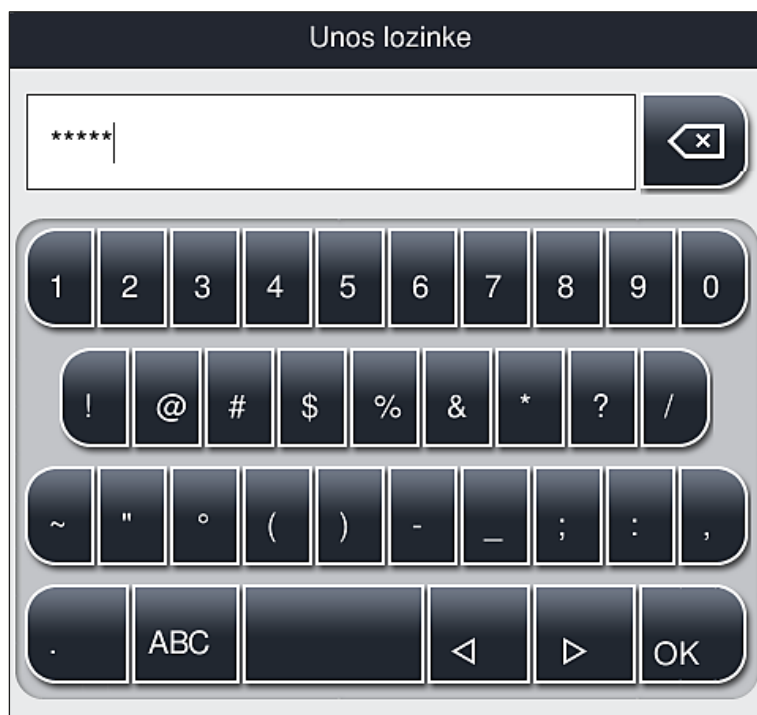 Unos lozinke
*****
1 2 3 4 5 6 7 8 9 0
! @ # $ % & * ? /
~ " ° ( ) - _ ; : ,
. ABC OK